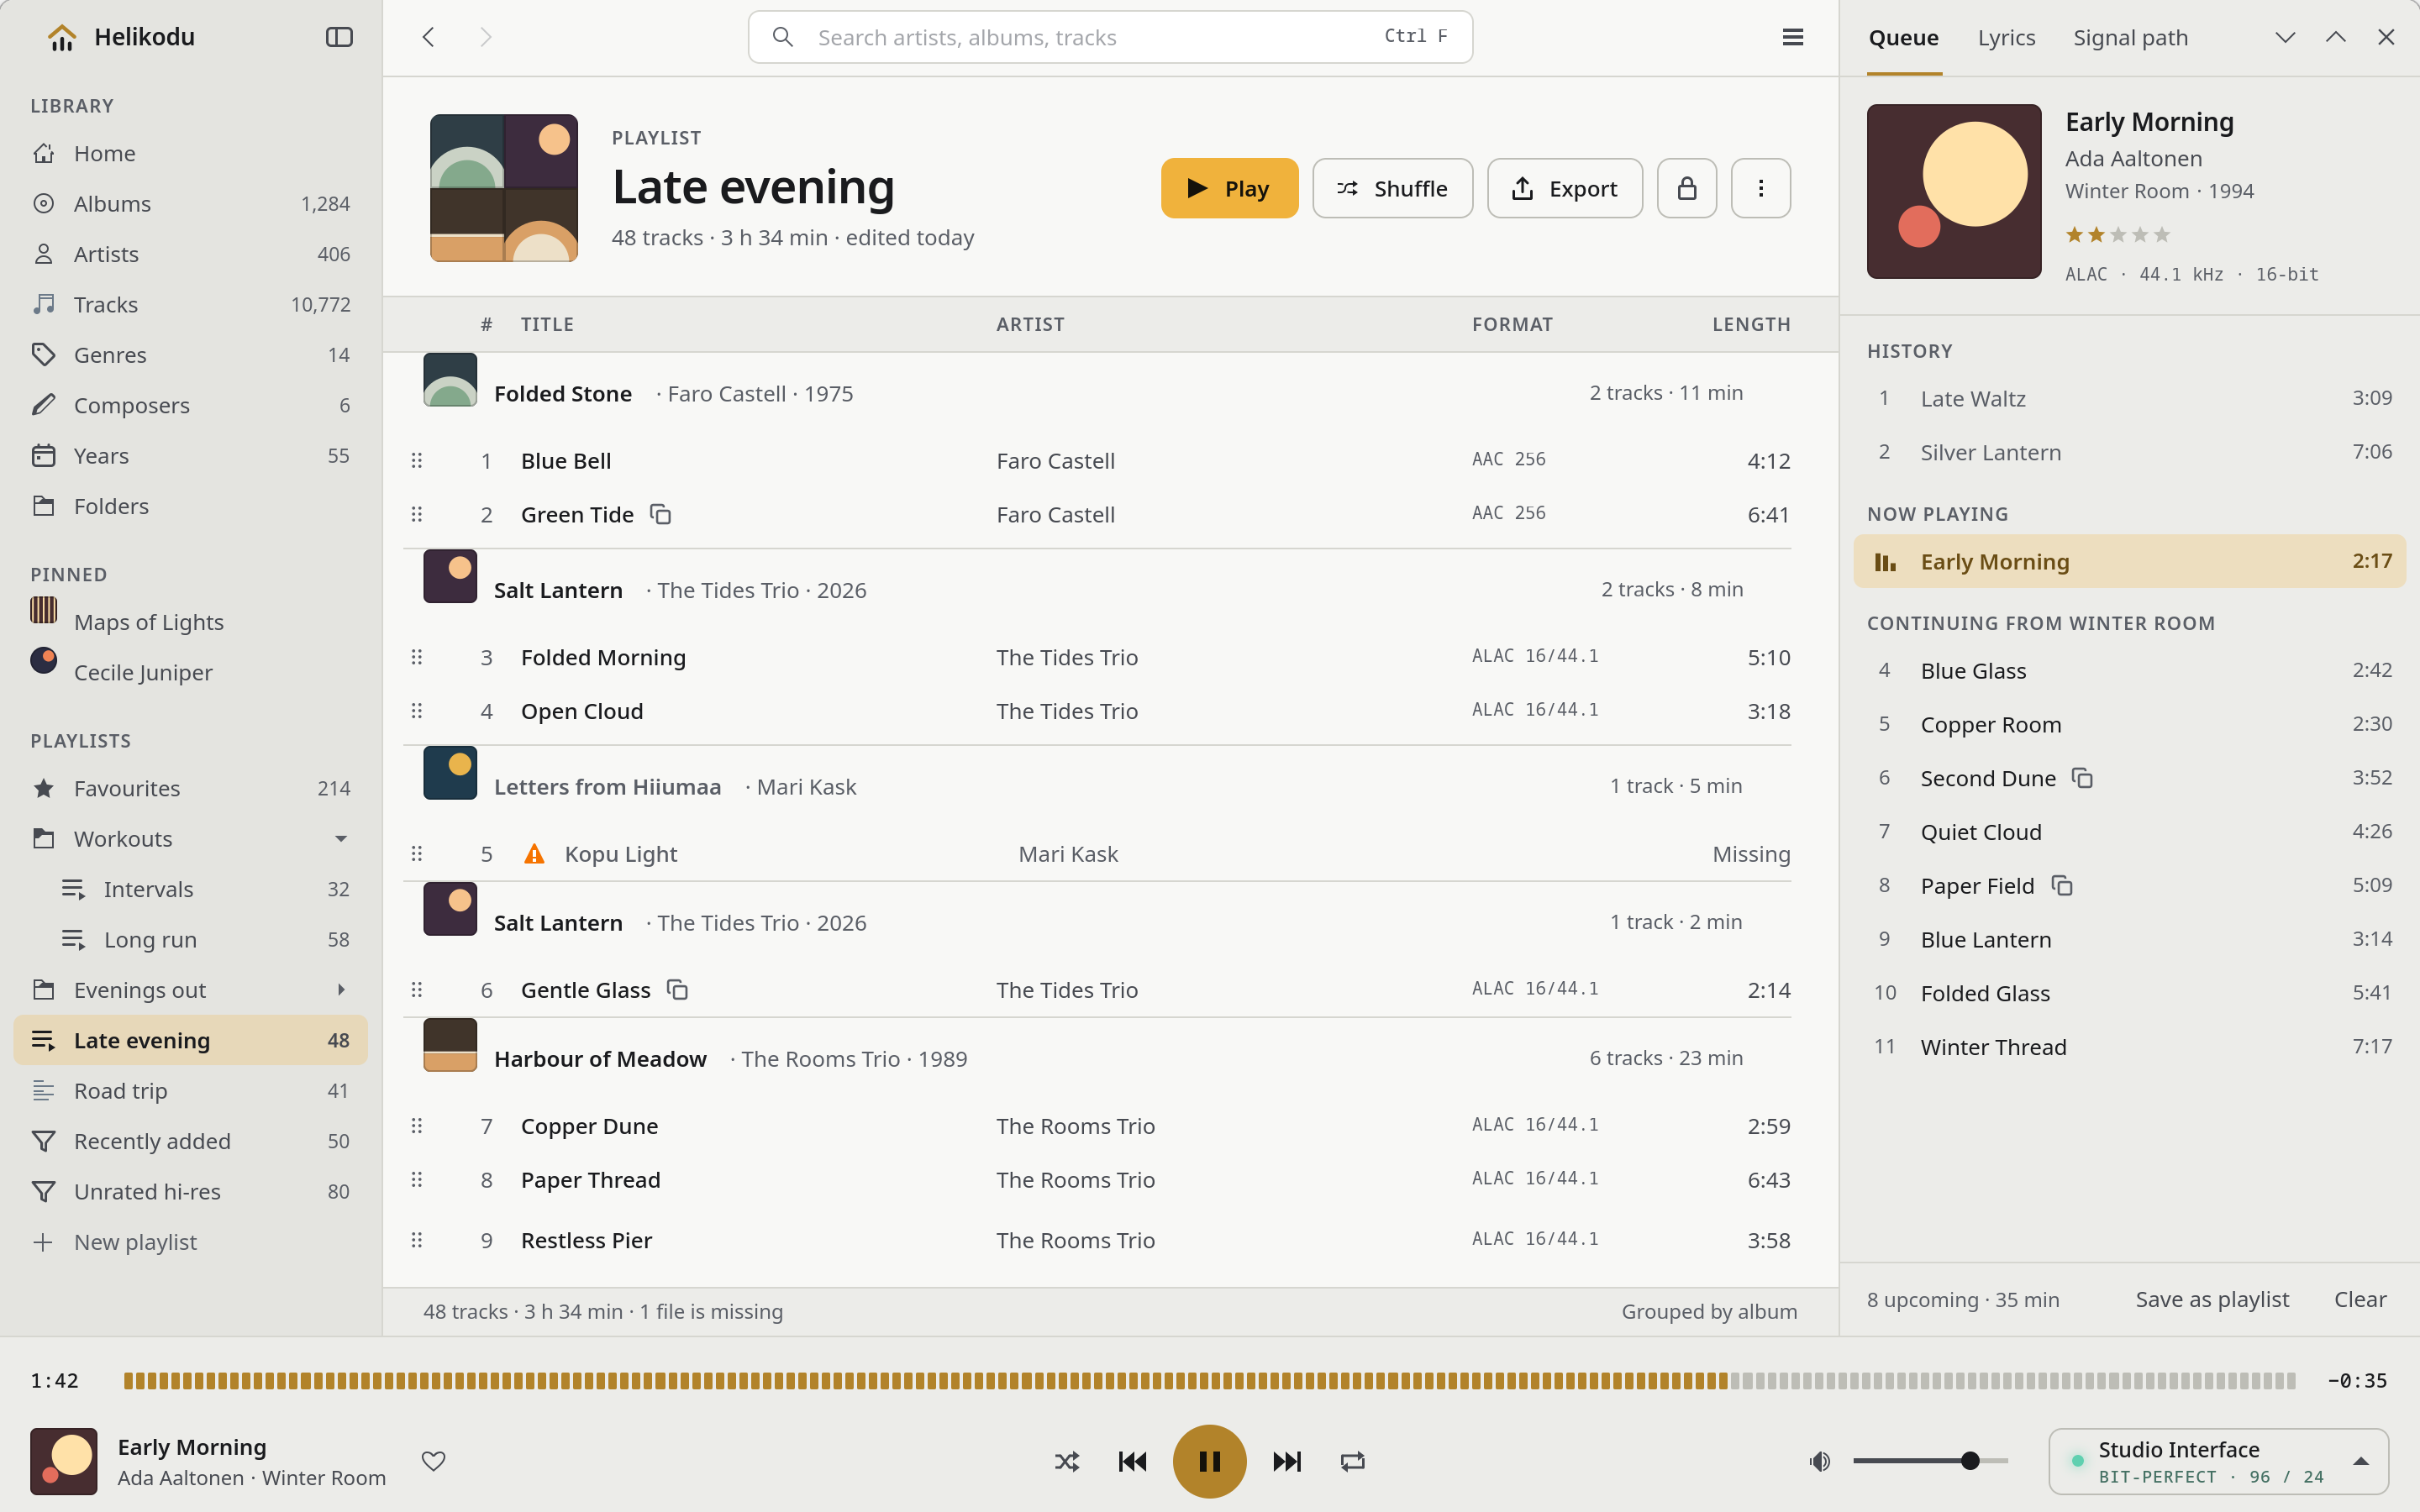 Helikodu
LIBRARY
Home
Albums 1,284
Artists 406
Tracks 10,772
Genres 14
Composers 6
Years 55
Folders
PINNED
Maps of Lights
Cecile Juniper
PLAYLISTS
Favourites 214
Workouts
Intervals 32
Long run 58
Evenings out
Late evening 48
Road trip 41
Recently added 50
Unrated hi-res 80
New playlist
Search artists, albums, tracks Ctrl F
PLAYLIST
Late evening
48 tracks · 3 h 34 min · edited today
Play Shuffle Export
# TITLE ARTIST FORMAT LENGTH
Folded Stone · Faro Castell · 1975 2 tracks · 11 min
1 Blue Bell Faro Castell AAC 256 4:12
2 Green Tide Faro Castell AAC 256 6:41
Salt Lantern · The Tides Trio · 2026 2 tracks · 8 min
3 Folded Morning The Tides Trio ALAC 16/44.1 5:10
4 Open Cloud The Tides Trio ALAC 16/44.1 3:18
Letters from Hiiumaa · Mari Kask 1 track · 5 min
5 Kopu Light Mari Kask Missing
Salt Lantern · The Tides Trio · 2026 1 track · 2 min
6 Gentle Glass The Tides Trio ALAC 16/44.1 2:14
Harbour of Meadow · The Rooms Trio · 1989 6 tracks · 23 min
7 Copper Dune The Rooms Trio ALAC 16/44.1 2:59
8 Paper Thread The Rooms Trio ALAC 16/44.1 6:43
9 Restless Pier The Rooms Trio ALAC 16/44.1 3:58
48 tracks · 3 h 34 min · 1 file is missing Grouped by album
Queue Lyrics Signal path
Early Morning
Ada Aaltonen
Winter Room · 1994
ALAC · 44.1 kHz · 16-bit
HISTORY
1 Late Waltz 3:09
2 Silver Lantern 7:06
NOW PLAYING
Early Morning 2:17
CONTINUING FROM WINTER ROOM
4 Blue Glass 2:42
5 Copper Room 2:30
6 Second Dune 3:52
7 Quiet Cloud 4:26
8 Paper Field 5:09
9 Blue Lantern 3:14
10 Folded Glass 5:41
11 Winter Thread 7:17
8 upcoming · 35 min Save as playlist Clear
1:42 −0:35
Early Morning
Ada Aaltonen · Winter Room
Studio Interface
BIT-PERFECT · 96 / 24